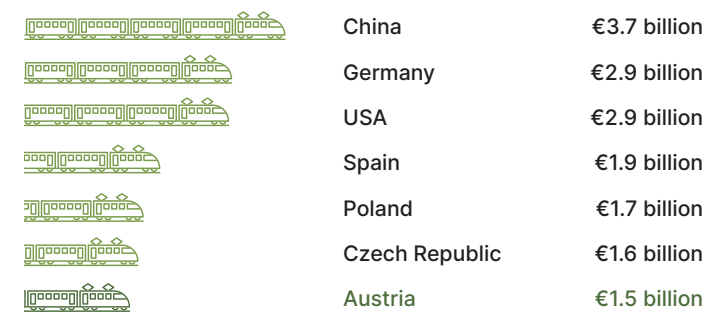 China €3.7 billion
Germany €2.9 billion
USA €2.9 billion
Spain €1.9 billion
Poland €1.7 billion
Czech Republic €1.6 billion
Austria €1.5 billion